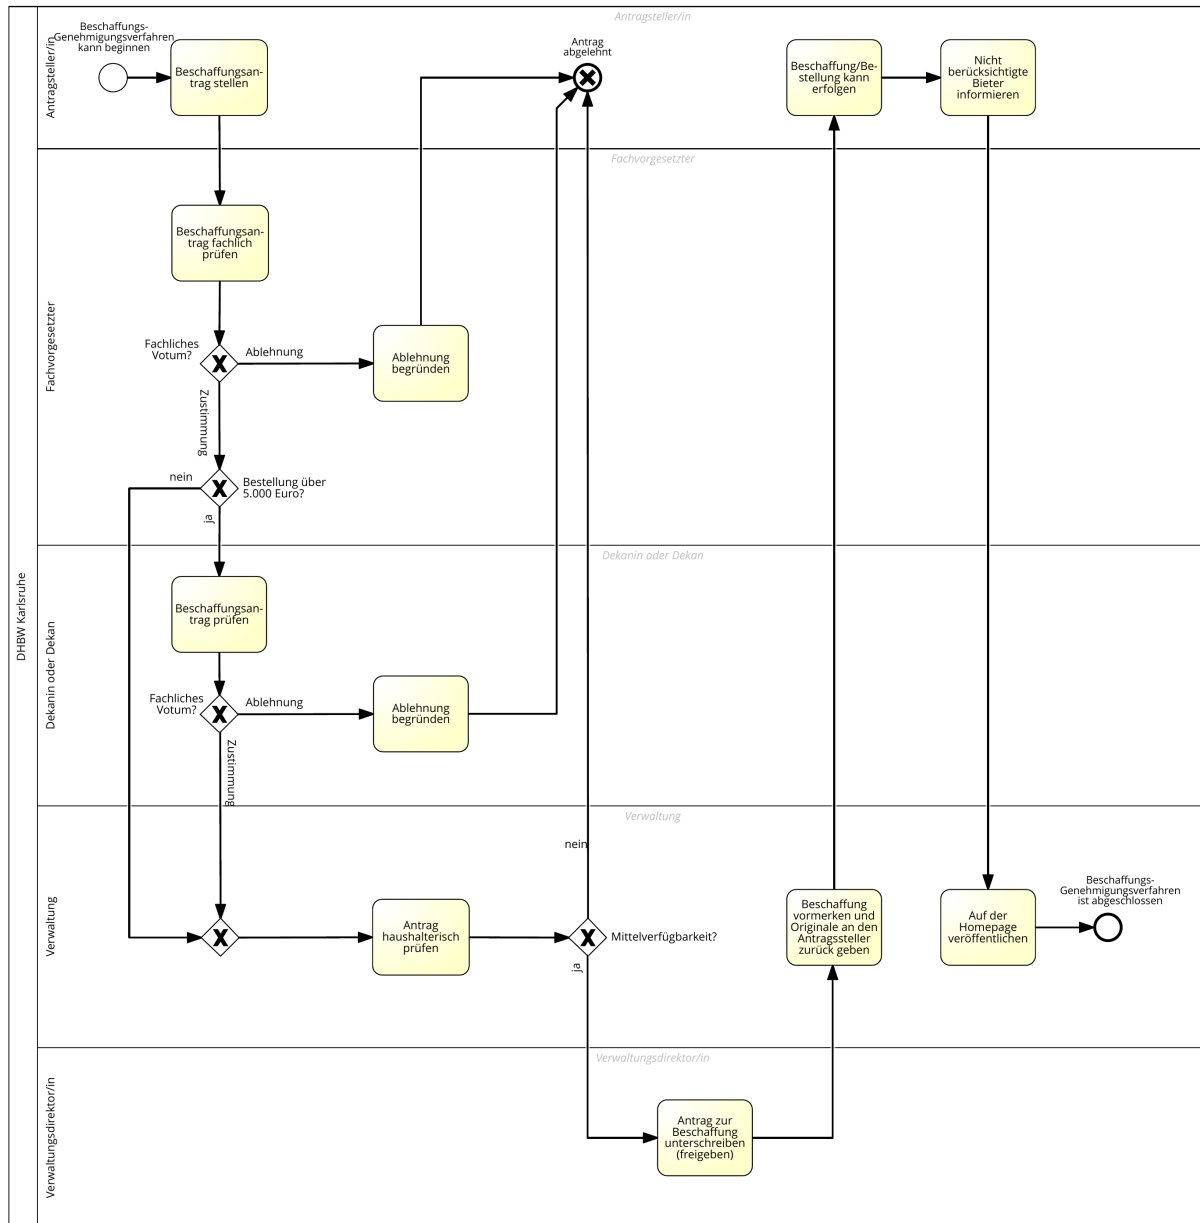 DHBW Karlsruhe
Antragsteller/in
Antragsteller/in
Beschaffungs-
Genehmigungsverfahren
kann beginnen
Beschaffungsan-
trag stellen
Antrag
abgelehnt
Beschaffung/Be-
stellung kann
erfolgen
Nicht
berücksichtigte
Bieter
informieren
Fachvorgesetzter
Fachvorgesetzter
Beschaffungsan-
trag fachlich
prüfen
Fachliches
Votum?
Ablehnung
Ablehnung
begründen
Zustimmung
nein
Bestellung über
5.000 Euro?
ja
Dekanin oder Dekan
Dekanin oder Dekan
Beschaffungsan-
trag prüfen
Fachliches
Votum?
Ablehnung
Ablehnung
begründen
Zustimmung
Verwaltung
Verwaltung
nein
Antrag
haushalterisch
prüfen
Mittelverfügbarkeit?
ja
Beschaffung
vormerken und
Originale an den
Antragssteller
zurück geben
Auf der
Homepage
veröffentlichen
Beschaffungs-
Genehmigungsverfahren
ist abgeschlossen
Verwaltungsdirektor/in
Verwaltungsdirektor/in
Antrag zur
Beschaffung
unterschreiben
(freigeben)